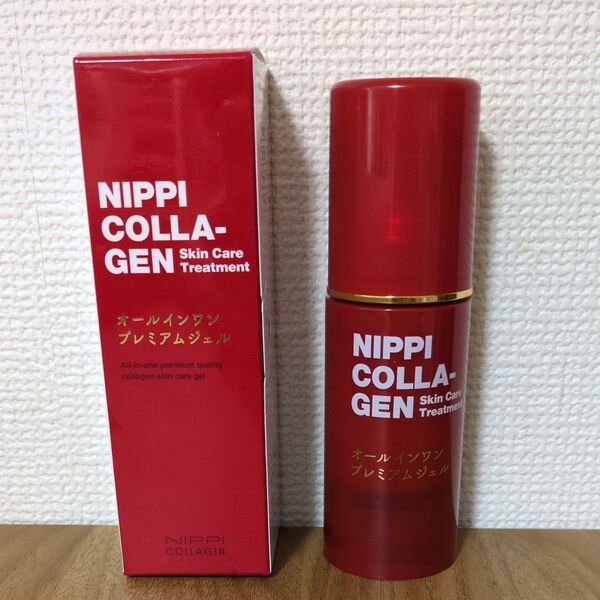 NIPPI
COLLA-
GEN Skin Care
Treatment
オールインワン
プレミアムジェル
All-in-one premium quality
collagen skin care gel
NIPPI
COLLAGEN
NIPPI
COLLA-
GEN Skin Care
Treatment
オールインワン
プレミアムジェル